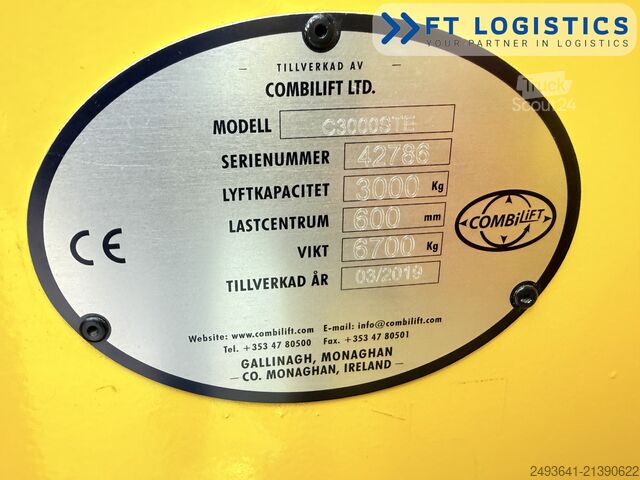 FT LOGISTICS
YOUR PARTNER IN LOGISTICS
Truck
Scout24
TILLVERKAD AV
COMBILIFT LTD.
MODELL C3000STE
SERIENUMMER 42786
LYFTKAPACITET 3000 Kg
LASTCENTRUM 600 mm
VIKT 6700 Kg
TILLVERKAD ÅR 03/2019
CE
COMBiLiFT
Website: www.combilift.com E-mail: info@combilift.com
Tel. +353 47 80500 Fax. +353 47 80501
GALLINAGH, MONAGHAN
CO. MONAGHAN, IRELAND
2493641-21390622